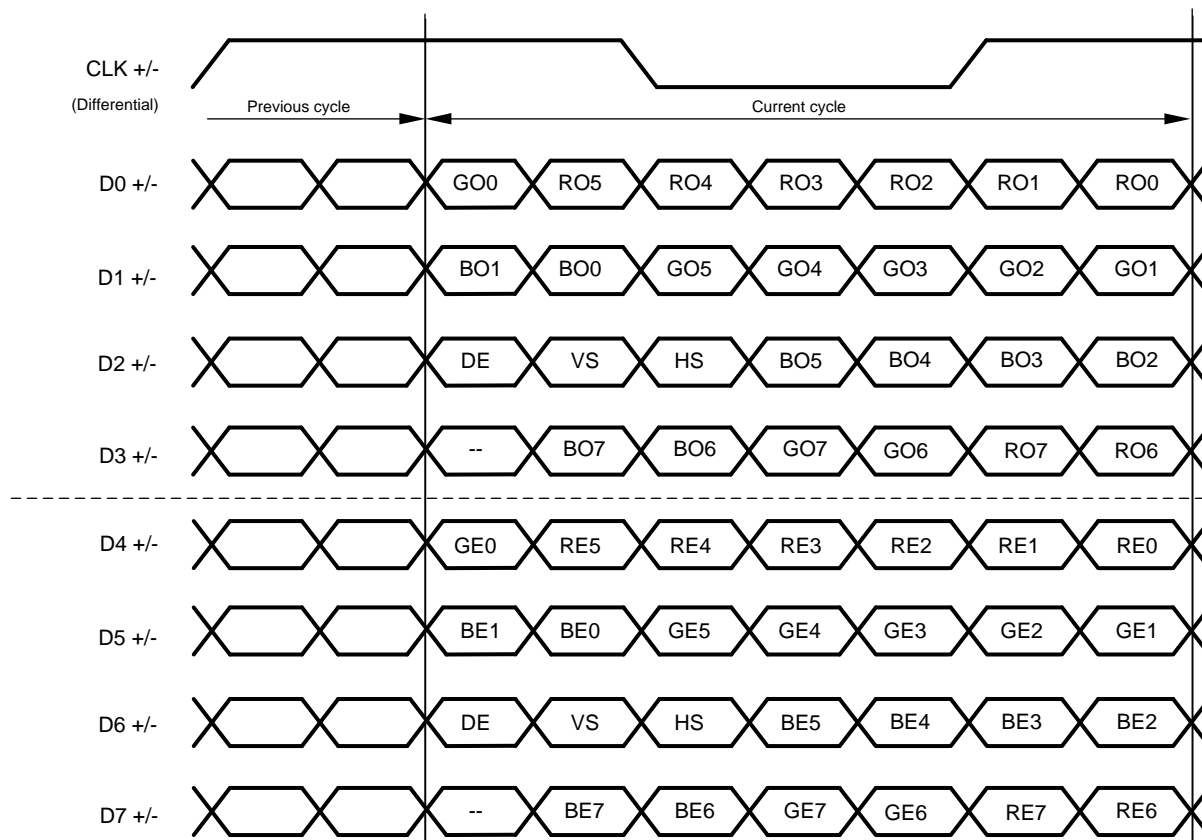 CLK +/-
(Differential)
Previous cycle Current cycle
D0 +/- GO0 RO5 RO4 RO3 RO2 RO1 RO0
D1 +/- BO1 BO0 GO5 GO4 GO3 GO2 GO1
D2 +/- DE VS HS BO5 BO4 BO3 BO2
D3 +/- -- BO7 BO6 GO7 GO6 RO7 RO6
D4 +/- GE0 RE5 RE4 RE3 RE2 RE1 RE0
D5 +/- BE1 BE0 GE5 GE4 GE3 GE2 GE1
D6 +/- DE VS HS BE5 BE4 BE3 BE2
D7 +/- -- BE7 BE6 GE7 GE6 RE7 RE6